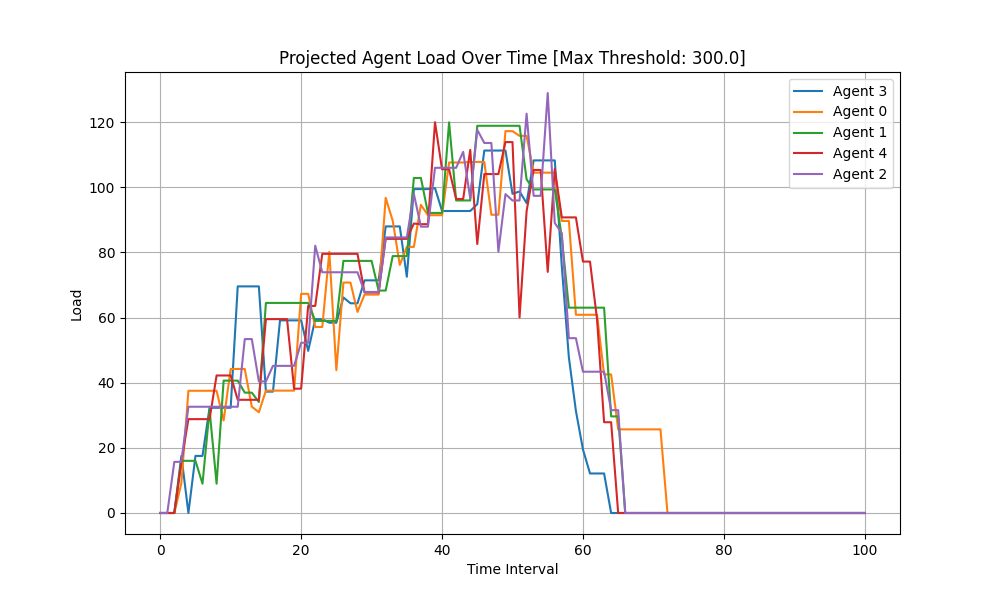 Projected Agent Load Over Time [Max Threshold: 300.0]
Agent 3
Agent 0
Agent 1
Agent 4
Agent 2
Load
120
100
80
60
40
20
0
0 20 40 60 80 100
Time Interval